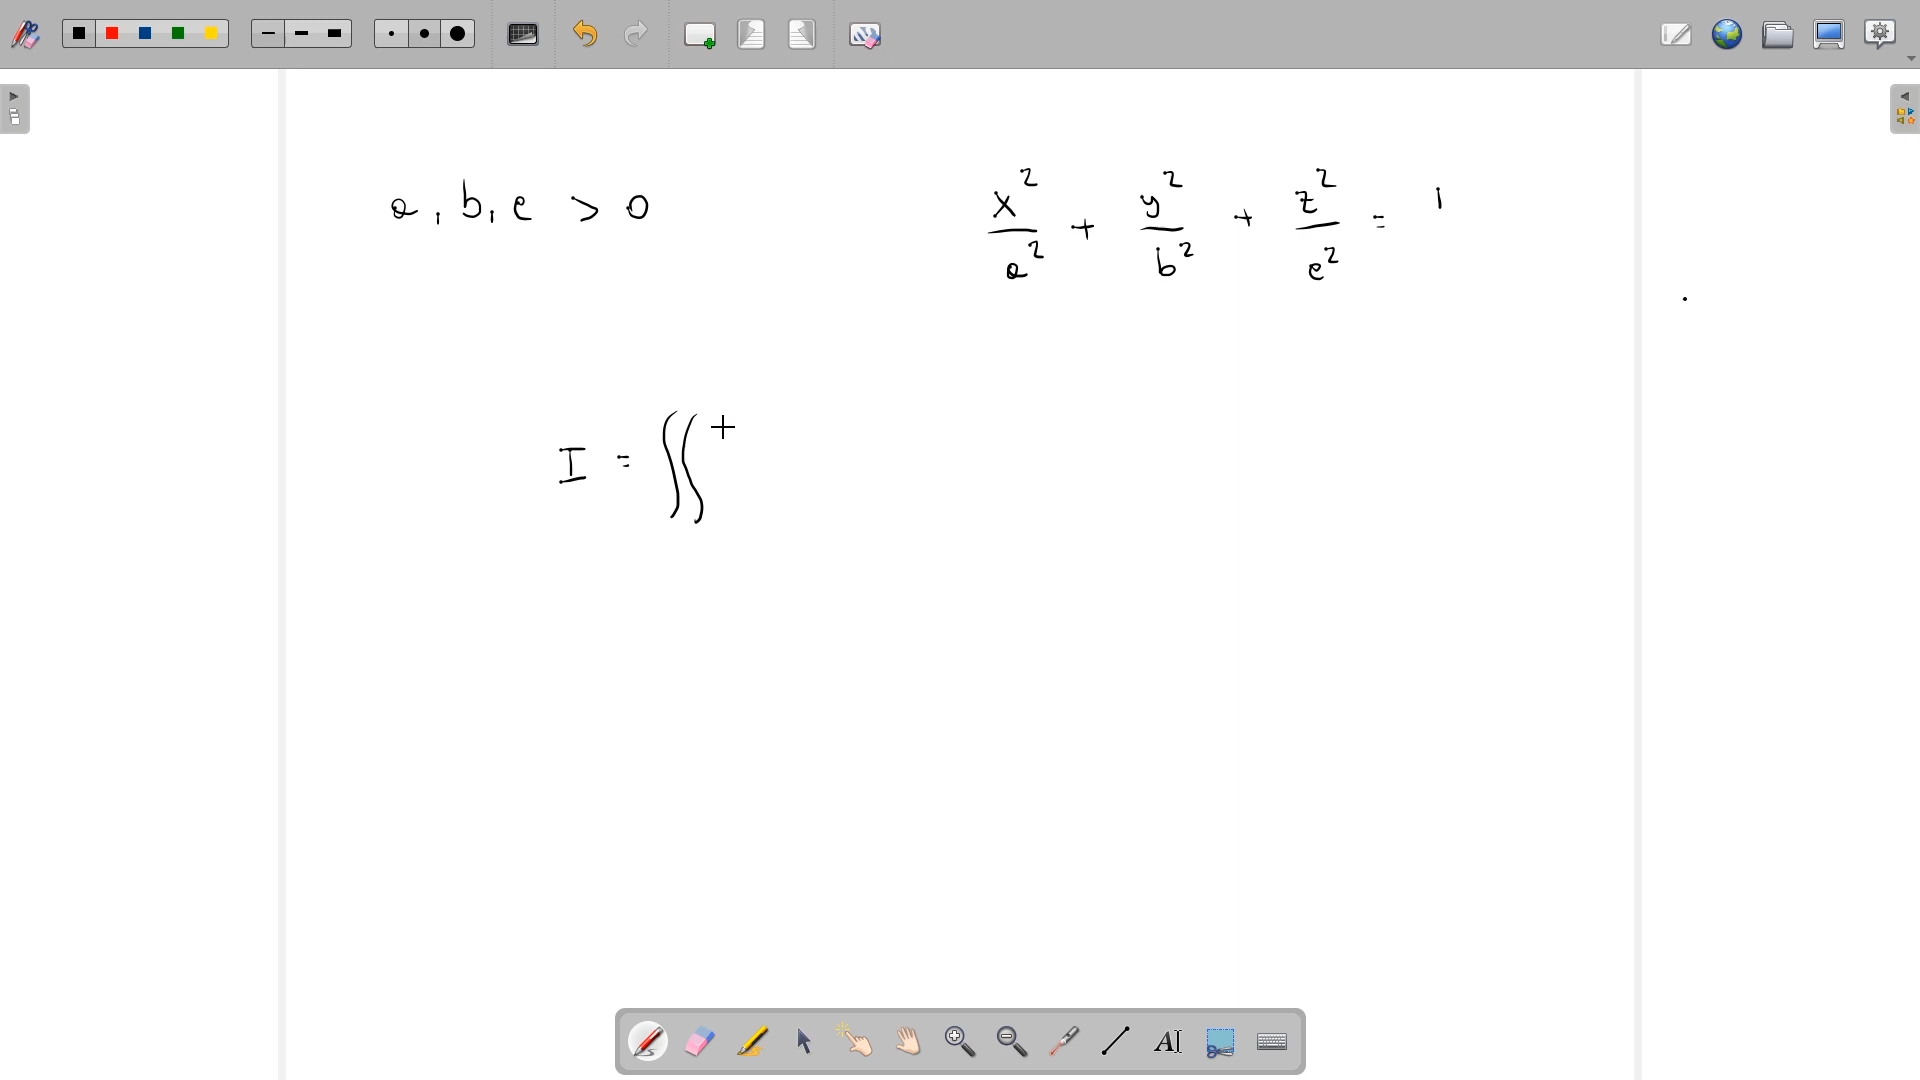 a, b, c > 0
x²/a² + y²/b² + z²/c² = 1
I = ∬